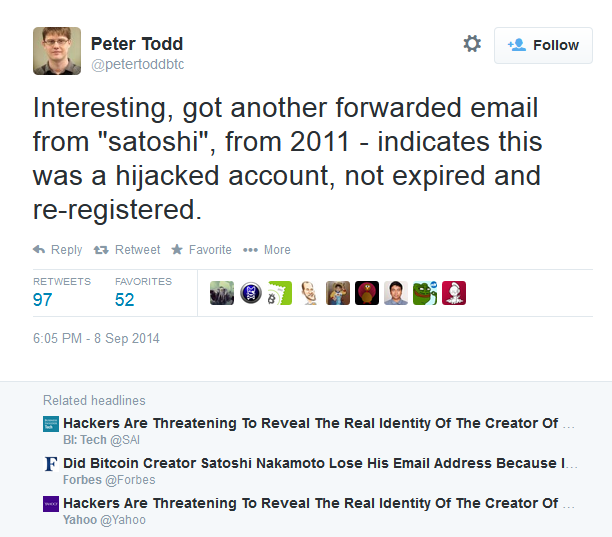 Peter Todd
@petertoddbtc
Follow
Interesting, got another forwarded email
from "satoshi", from 2011 - indicates this
was a hijacked account, not expired and
re-registered.
Reply Retweet Favorite More
RETWEETS FAVORITES
97 52
6:05 PM - 8 Sep 2014
Related headlines
Hackers Are Threatening To Reveal The Real Identity Of The Creator Of ...
BI: Tech @SAI
Did Bitcoin Creator Satoshi Nakamoto Lose His Email Address Because I...
Forbes @Forbes
Hackers Are Threatening To Reveal The Real Identity Of The Creator Of ...
Yahoo @Yahoo